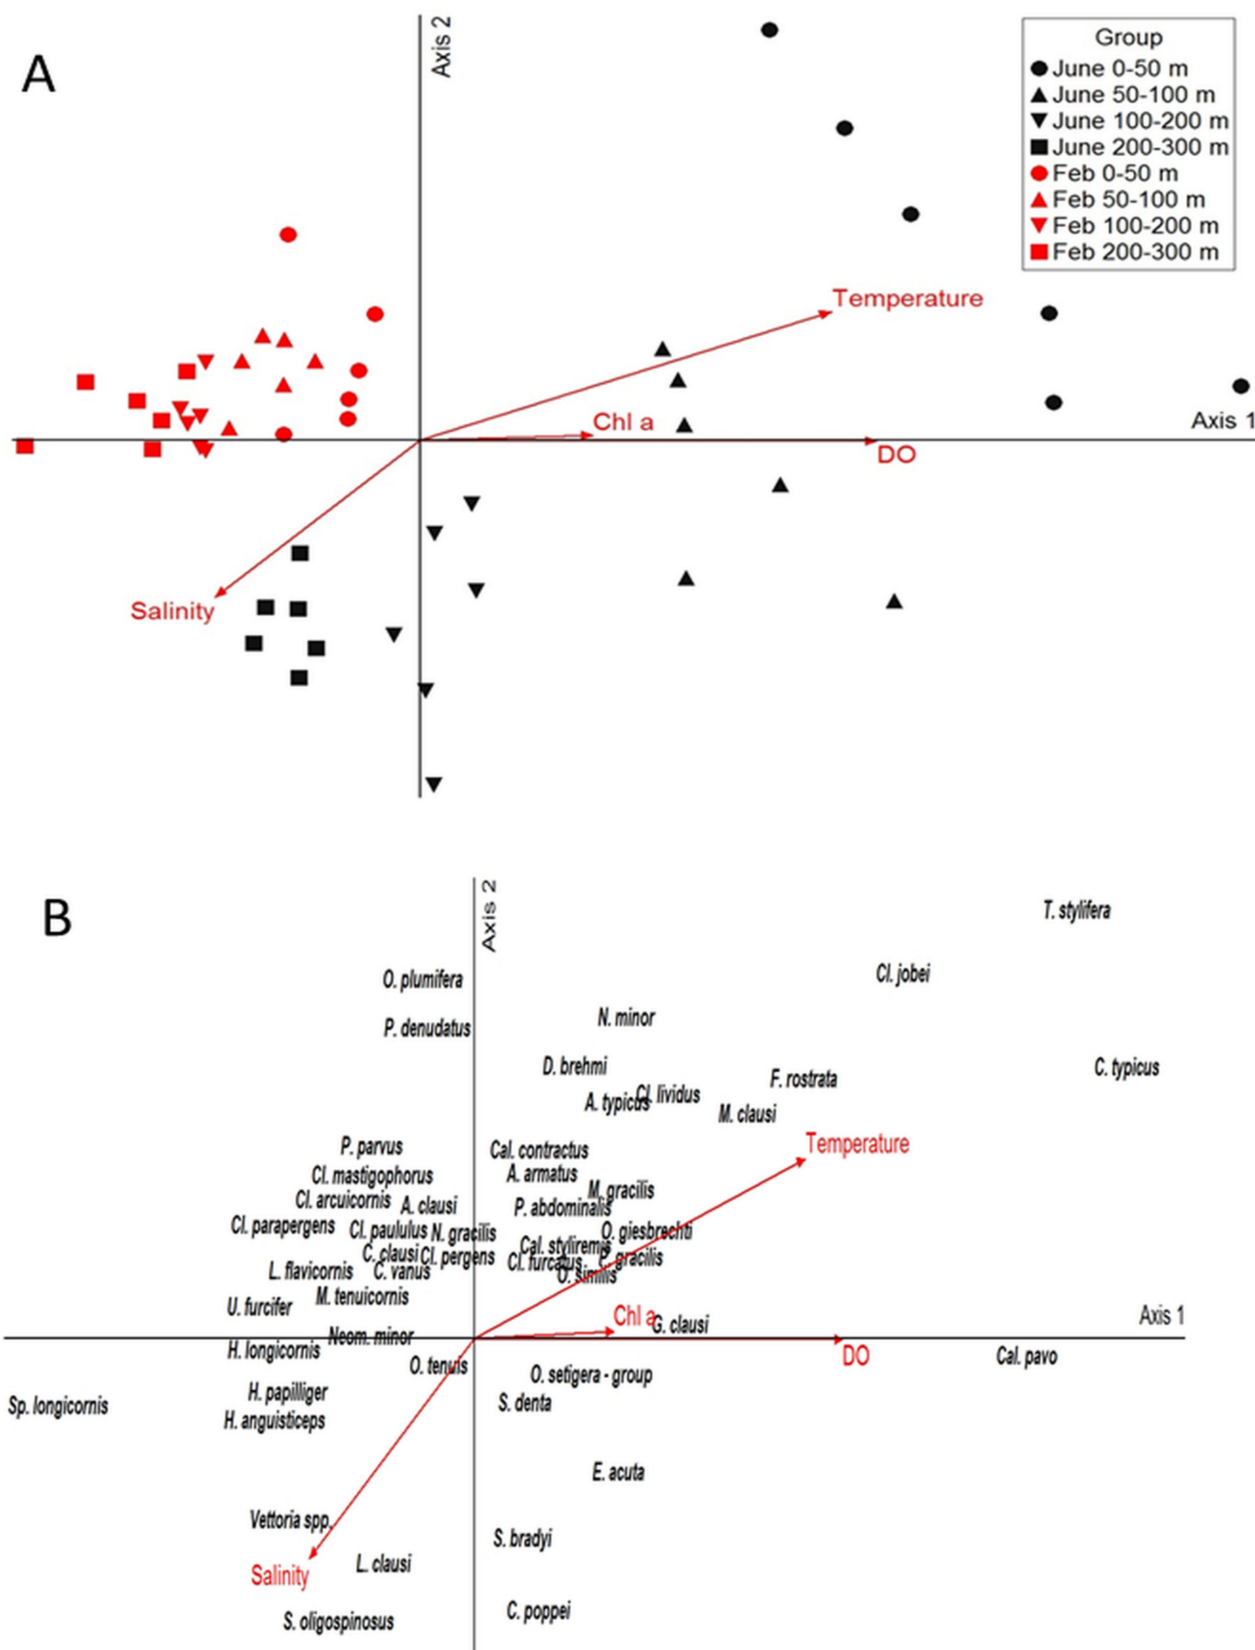 A
Axis 2
Group
June 0-50 m
June 50-100 m
June 100-200 m
June 200-300 m
Feb 0-50 m
Feb 50-100 m
Feb 100-200 m
Feb 200-300 m
Temperature
Chl a
Axis 1
DO
Salinity
B
Axis 2
T. stylifera
O. plumifera
Cl. jobei
N. minor
P. denudatus
D. brehmi
C. typicus
F. rostrata
Cl. lividus
A. typicus
M. clausi
P. parvus
Cal. contractus
Temperature
Cl. mastigophorus
A. armatus
Cl. arcuicornis
M. gracilis
A. clausi
P. abdominalis
Cl. parapergens
Cl. paululus
N. gracilis
O. giesbrechti
Cal. styliremis
C. clausi
Cl. pergens
Cl. furcatus
P. gracilis
L. flavicornis
C. vanus
O. similis
M. tenuicornis
U. furcifer
Chl a
G. clausi
Axis 1
Neom. minor
H. longicornis
DO
Cal. pavo
O. tenuis
O. setigera - group
H. papilliger
Sp. longicornis
S. denta
H. anguisticeps
E. acuta
Vettoria spp.
S. bradyi
L. clausi
Salinity
C. poppei
S. oligospinosus